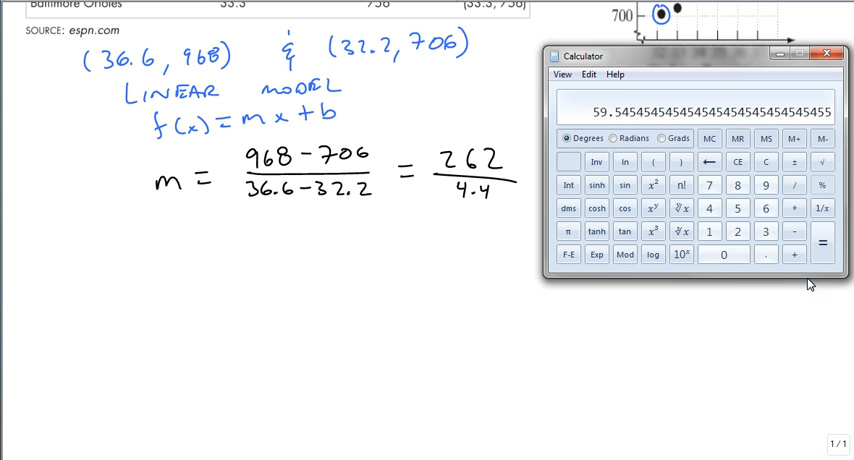 Baltimore Orioles 33.3 756 (33.3, 756)
SOURCE: espn.com
700
(36.6, 968) & (32.2, 706)
LINEAR MODEL
f(x) = mx + b
m = 968 - 706 / 36.6 - 32.2 = 262 / 4.4
Calculator
View Edit Help
59.545454545454545454545454545455
Degrees Radians Grads MC MR MS M+ M-
Inv ln ( ) ← CE C ± √
Int sinh sin x² n! 7 8 9 / %
dms cosh cos xʸ ʸ√x 4 5 6 * 1/x
π tanh tan x³ ³√x 1 2 3 - =
F-E Exp Mod log 10ˣ 0 . +
1 / 1